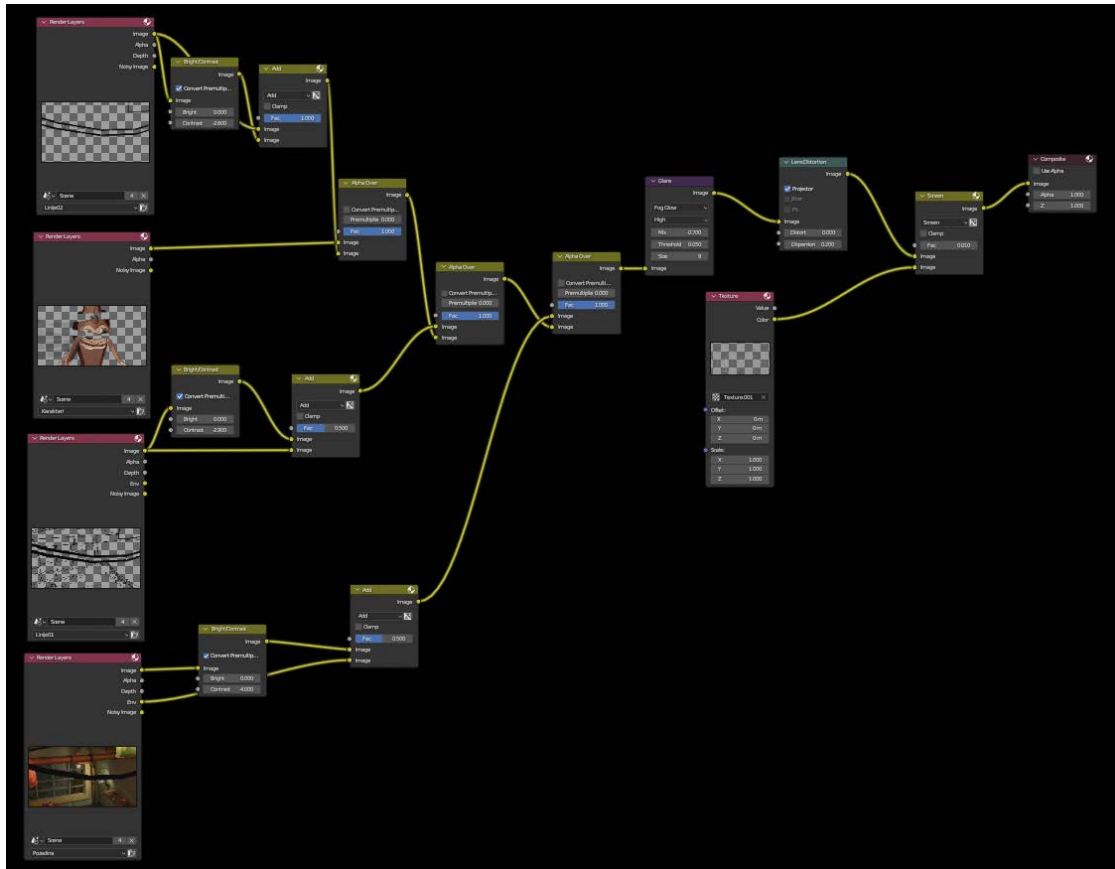 Render Layers
Image
Alpha
Depth
Noisy Image
Scene 4
Linije02
Bright/Contrast
Image
Convert Premultip...
Image
Bright 0.000
Contrast -2.600
Add
Image
Add
Clamp
Fac 1.000
Image
Image
Alpha Over
Image
Convert Premultip...
Premultiplie 0.000
Fac 1.000
Image
Image
Render Layers
Image
Alpha
Noisy Image
Scene 4
Karakteri
Alpha Over
Image
Convert Premultip...
Premultiplie 0.000
Fac 1.000
Image
Image
Bright/Contrast
Image
Convert Premulti...
Image
Bright 0.000
Contrast -2.900
Add
Image
Add
Clamp
Fac 0.500
Image
Image
Render Layers
Image
Alpha
Depth
Env
Noisy Image
Scene 4
Linije01
Alpha Over
Image
Convert Premulti...
Premultiplie 0.000
Fac 1.000
Image
Image
Render Layers
Image
Alpha
Depth
Env
Noisy Image
Scene 4
Pozadina
Bright/Contrast
Image
Convert Premultip...
Image
Bright 0.000
Contrast 4.000
Add
Image
Add
Clamp
Fac 0.500
Image
Image
Glare
Image
Fog Glow
High
Mix 0.700
Threshold 0.050
Size 9
Image
Lens Distortion
Image
Projector
Jitter
Fit
Image
Distort 0.000
Dispersion 0.200
Texture
Value
Color
Texture.001
Offset:
X 0 m
Y 0 m
Z 0 m
Scale:
X 1.000
Y 1.000
Z 1.000
Screen
Image
Screen
Clamp
Fac 0.010
Image
Image
Composite
Use Alpha
Image
Alpha 1.000
Z 1.000